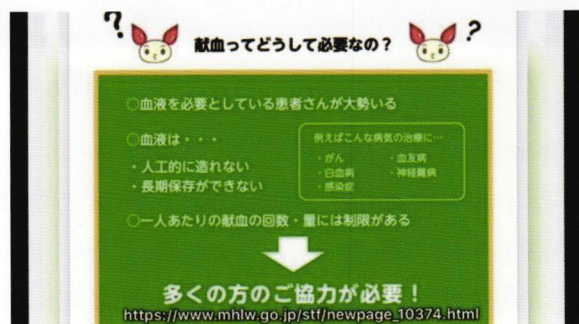 ?
献血ってどうして必要なの？
?
○血液を必要としている患者さんが大勢いる
○血液は・・・
・人工的に造れない
・長期保存ができない
例えばこんな病気の治療に…
・がん ・血友病
・白血病 ・神経難病
・感染症
○一人あたりの献血の回数・量には制限がある
多くの方のご協力が必要！
https://www.mhlw.go.jp/stf/newpage_10374.html